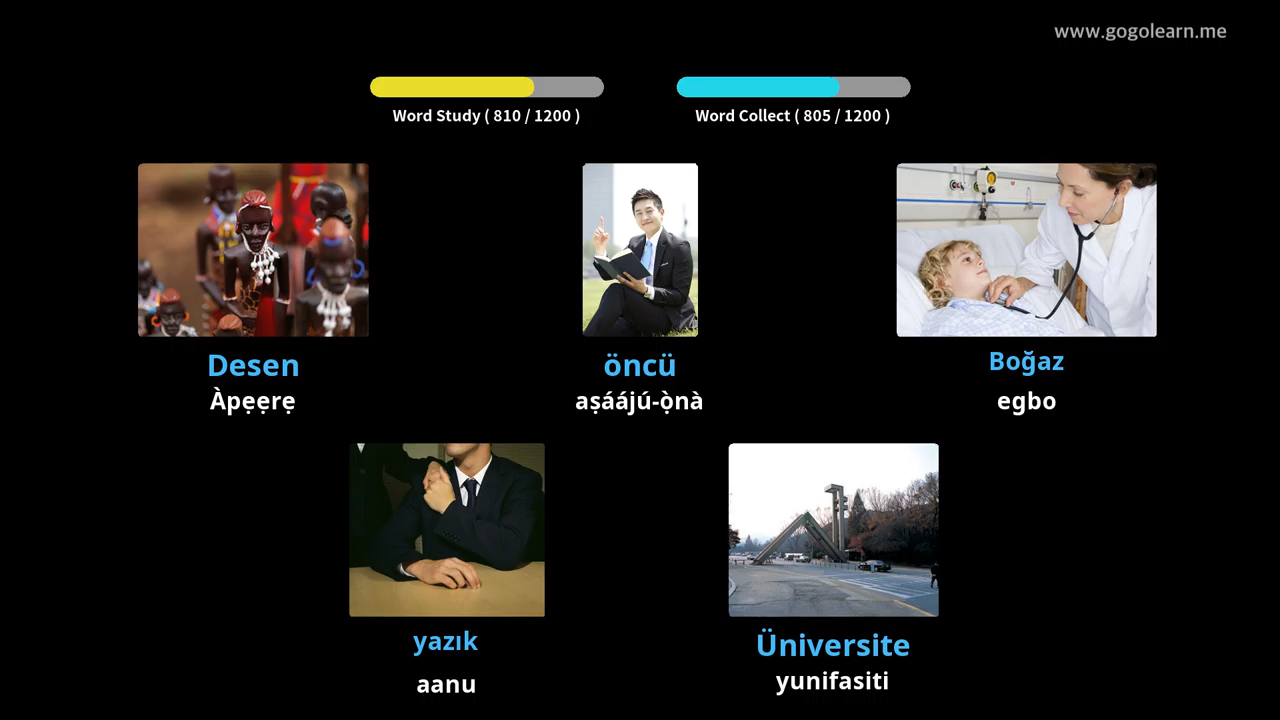 www.gogolearn.me
Word Study ( 810 / 1200 )
Word Collect ( 805 / 1200 )
Desen
Àpẹẹrẹ
öncü
aṣáájú-ọ̀nà
Boğaz
egbo
yazık
aanu
Üniversite
yunifasiti